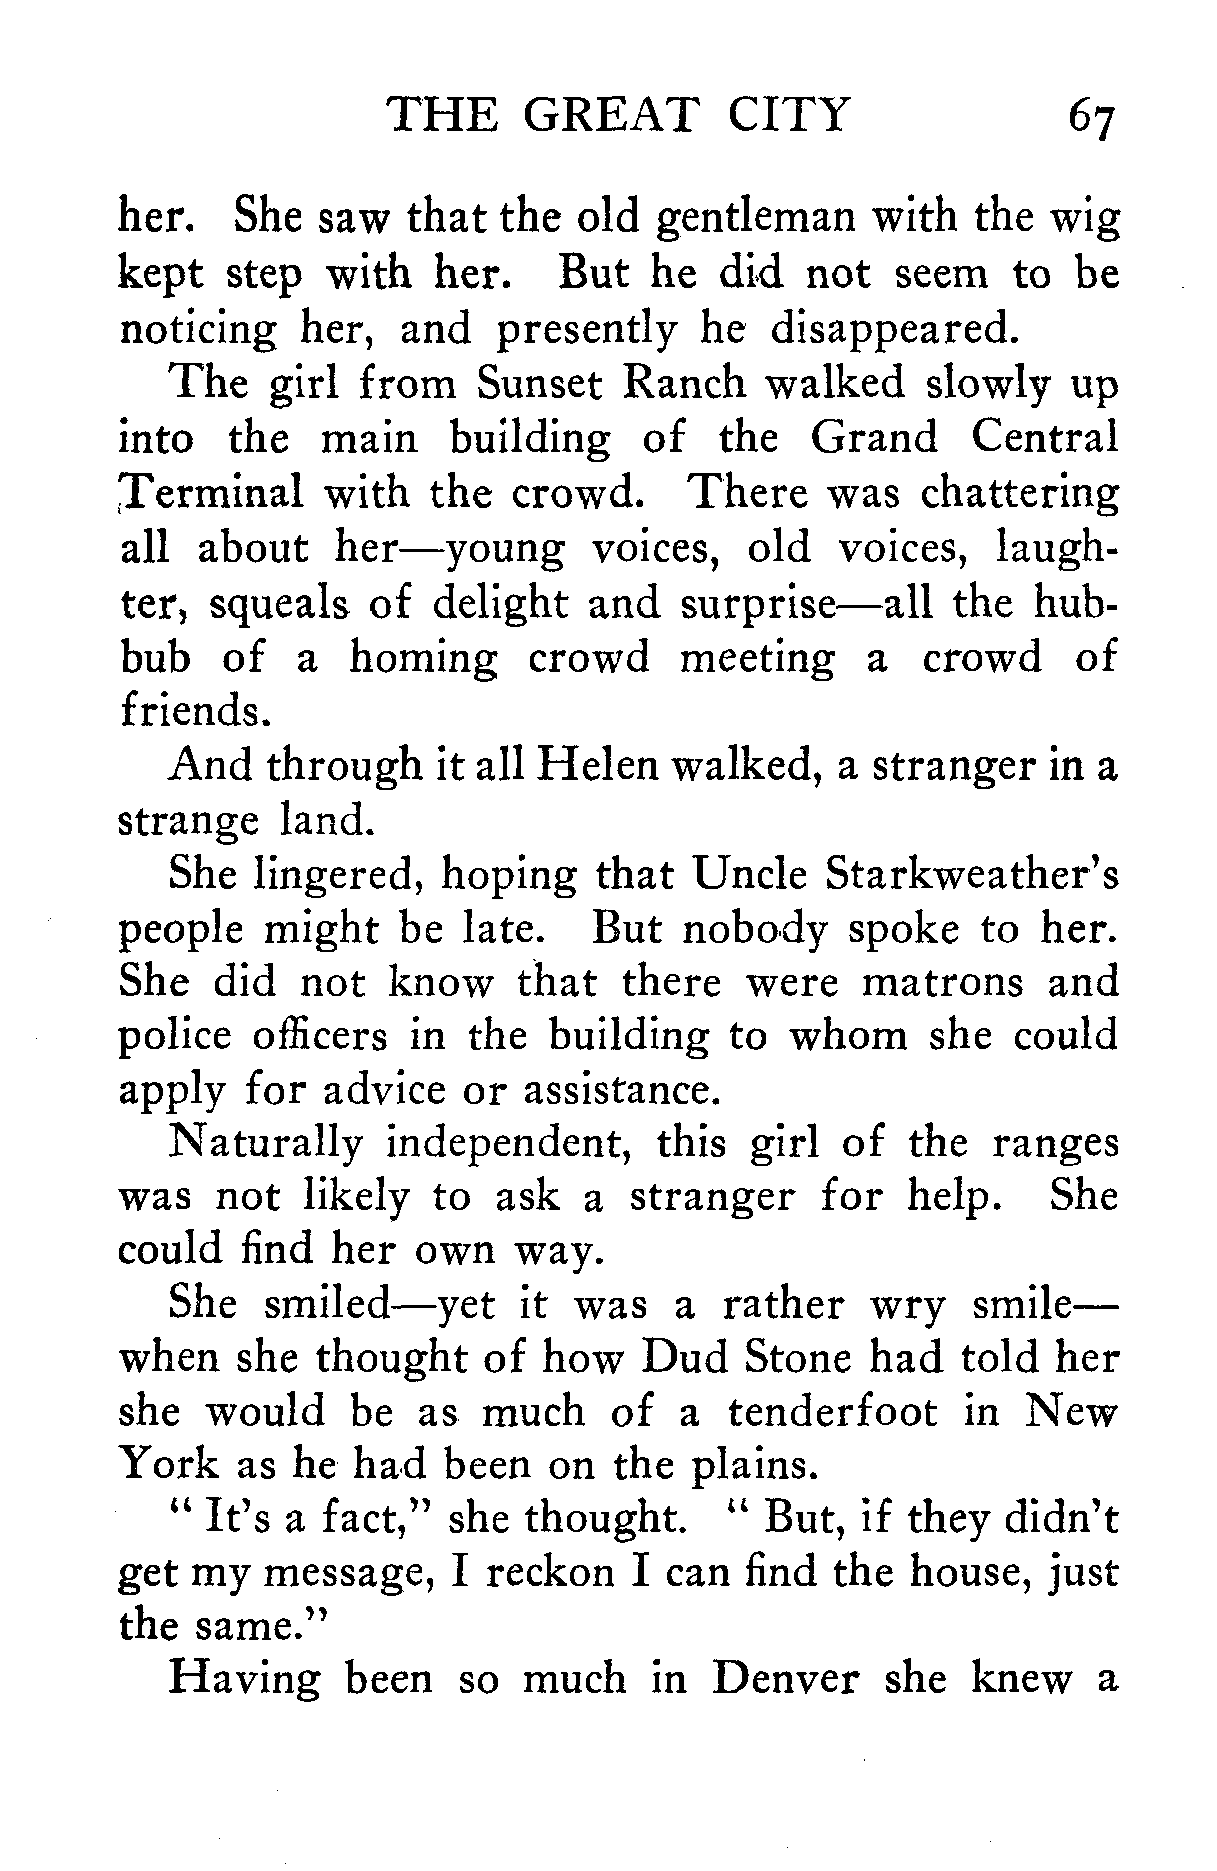 THE GREAT CITY 67
her. She saw that the old gentleman with the wig
kept step with her. But he did not seem to be
noticing her, and presently he disappeared.
The girl from Sunset Ranch walked slowly up
into the main building of the Grand Central
Terminal with the crowd. There was chattering
all about her—young voices, old voices, laugh-
ter, squeals of delight and surprise—all the hub-
bub of a homing crowd meeting a crowd of
friends.
And through it all Helen walked, a stranger in a
strange land.
She lingered, hoping that Uncle Starkweather's
people might be late. But nobody spoke to her.
She did not know that there were matrons and
police officers in the building to whom she could
apply for advice or assistance.
Naturally independent, this girl of the ranges
was not likely to ask a stranger for help. She
could find her own way.
She smiled—yet it was a rather wry smile—
when she thought of how Dud Stone had told her
she would be as much of a tenderfoot in New
York as he had been on the plains.
“ It's a fact,” she thought. “ But, if they didn't
get my message, I reckon I can find the house, just
the same.”
Having been so much in Denver she knew a